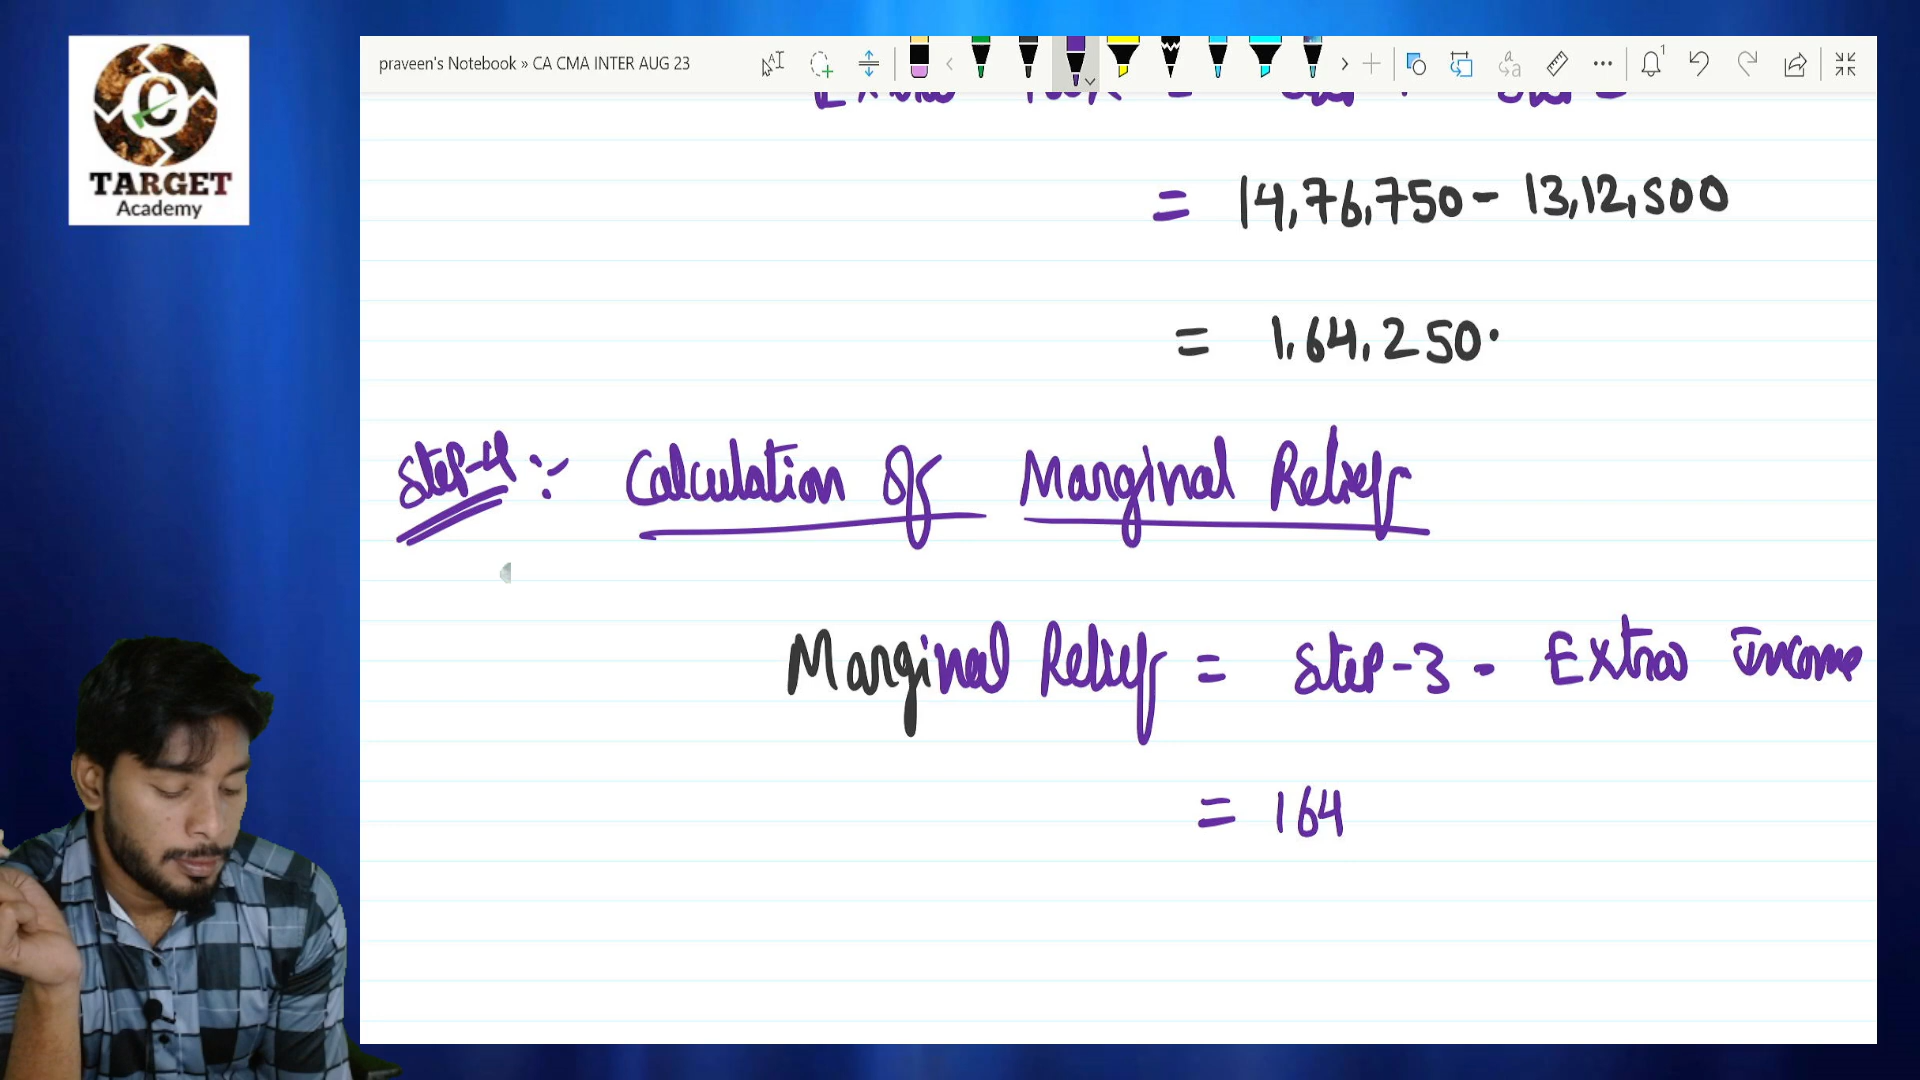 TARGET
Academy
praveen's Notebook » CA CMA INTER AUG 23
= 14,76,750 - 13,12,500
= 1,64,250.
Step-4 :- Calculation Of Marginal Relief
Marginal Relief = Step-3 - Extra Income
= 164